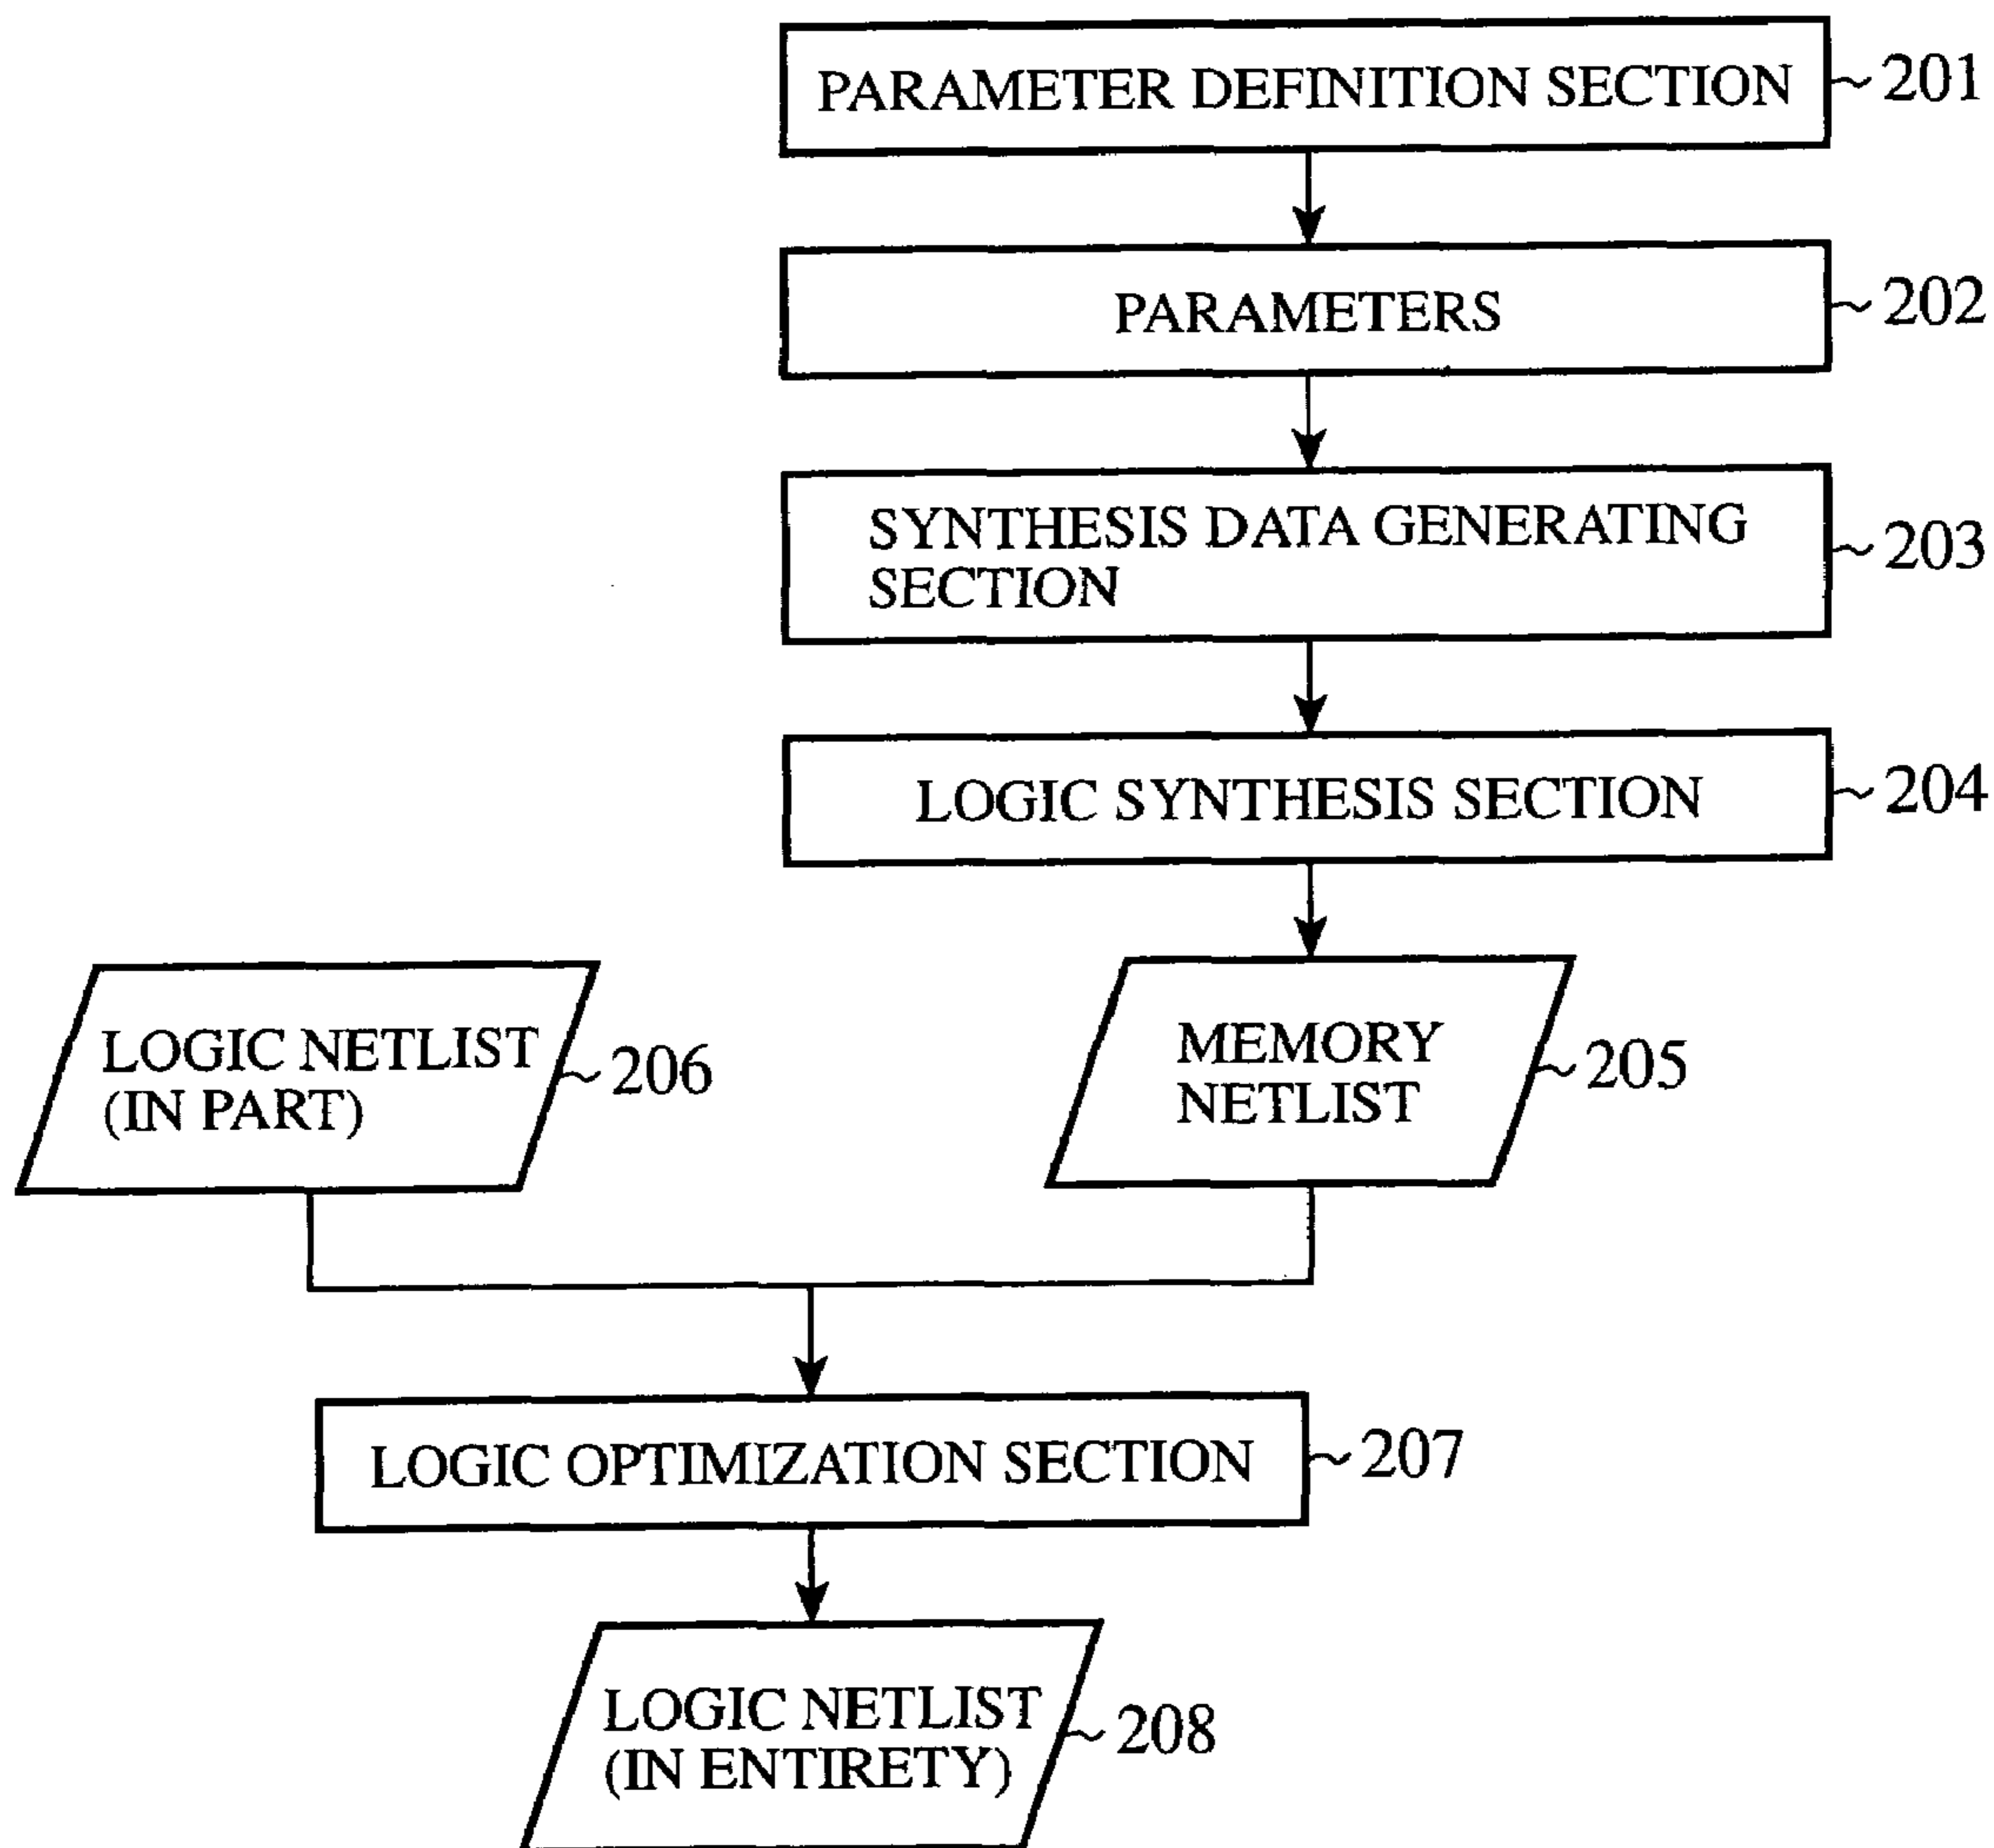 PARAMETER DEFINITION SECTION
201
PARAMETERS
202
SYNTHESIS DATA GENERATING
SECTION
203
LOGIC SYNTHESIS SECTION
204
LOGIC NETLIST
(IN PART)
206
MEMORY
NETLIST
205
LOGIC OPTIMIZATION SECTION
207
LOGIC NETLIST
(IN ENTIRETY)
208